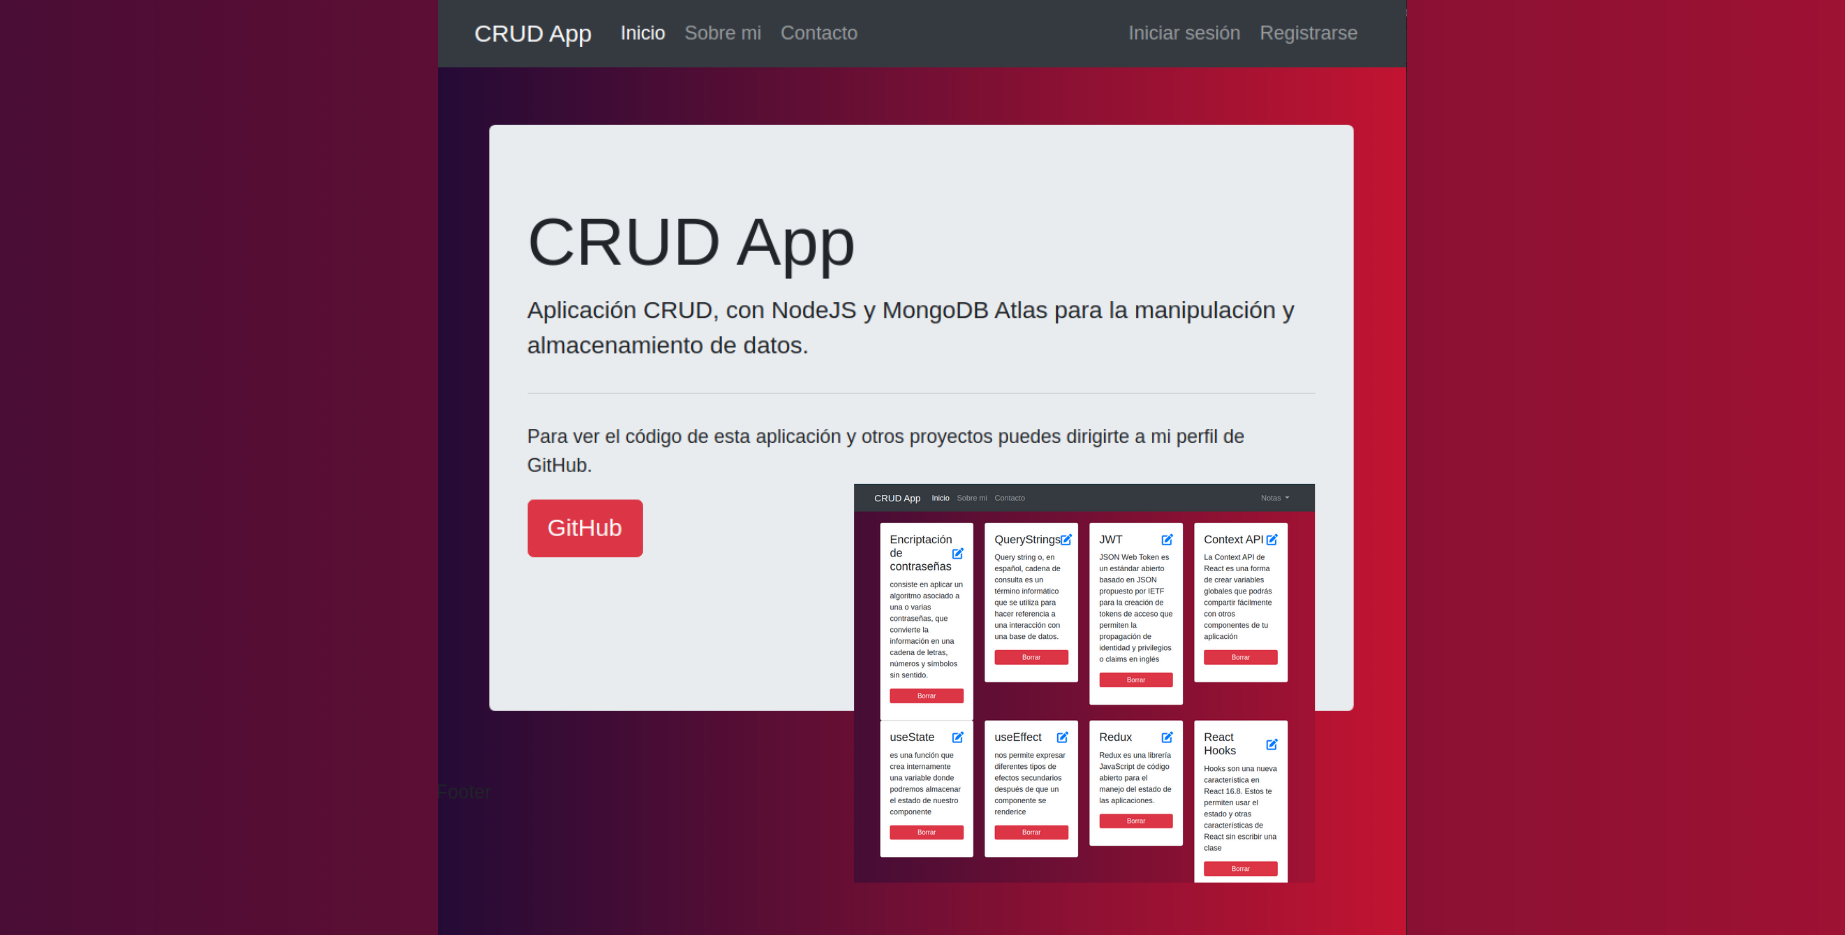 CRUD App Inicio Sobre mi Contacto Iniciar sesión Registrarse
CRUD App
Aplicación CRUD, con NodeJS y MongoDB Atlas para la manipulación y
almacenamiento de datos.
Para ver el código de esta aplicación y otros proyectos puedes dirigirte a mi perfil de
GitHub.
GitHub
CRUD App Inicio Sobre mi Contacto Notas
Encriptación
de
contraseñas
consiste en aplicar un
algoritmo asociado a
una o varias
contraseñas, que
convierte la
información en una
cadena de letras,
números y símbolos
sin sentido.
Borrar
QueryStrings
Query string o, en
español, cadena de
consulta es un
término informático
que se utiliza para
hacer referencia a
una interacción con
una base de datos.
Borrar
JWT
JSON Web Token es
un estándar abierto
basado en JSON
propuesto por IETF
para la creación de
tokens de acceso que
permiten la
propagación de
identidad y privilegios
o claims en inglés
Borrar
Context API
La Context API de
React es una forma
de crear variables
globales que podrás
compartir fácilmente
con otros
componentes de tu
aplicación
Borrar
useState
es una función que
crea internamente
una variable donde
podremos almacenar
el estado de nuestro
componente
Borrar
useEffect
nos permite expresar
diferentes tipos de
efectos secundarios
después de que un
componente se
renderice
Borrar
Redux
Redux es una librería
JavaScript de código
abierto para el
manejo del estado de
las aplicaciones.
Borrar
React
Hooks
Hooks son una nueva
característica en
React 16.8. Estos te
permiten usar el
estado y otras
características de
React sin escribir una
clase
Borrar
Footer